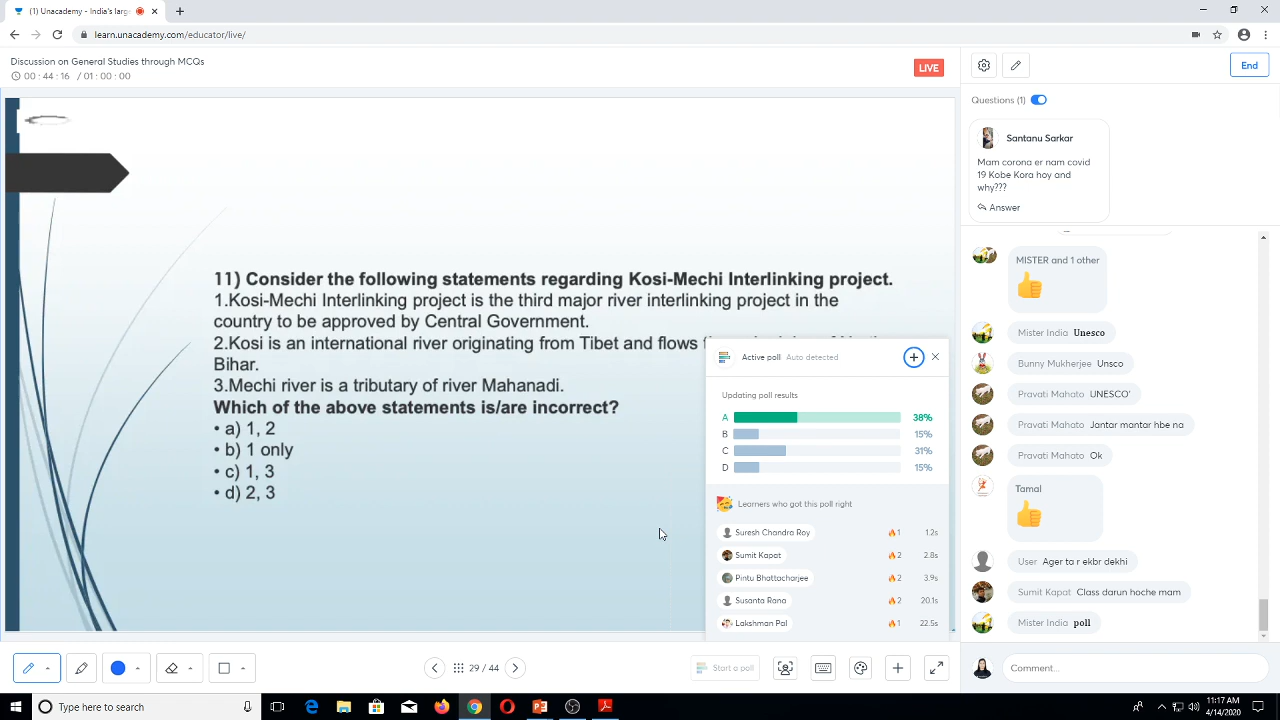 (1) Unacademy - India's larg
learn.unacademy.com/educator/live/
Discussion on General Studies through MCQs
00 : 44 : 16 / 01 : 00 : 00
LIVE
End
Questions (1)
Santanu Sarkar
Mam corona er nam covid
19 Kobe Kora hoy and
why???
Answer
11) Consider the following statements regarding Kosi-Mechi Interlinking project.
1.Kosi-Mechi Interlinking project is the third major river interlinking project in the
country to be approved by Central Government.
2.Kosi is an international river originating from Tibet and flows
Bihar.
3.Mechi river is a tributary of river Mahanadi.
Which of the above statements is/are incorrect?
• a) 1, 2
• b) 1 only
• c) 1, 3
• d) 2, 3
Active poll Auto detected
Updating poll results
A 38%
B 15%
C 31%
D 15%
Learners who got this poll right
Suresh Chandra Roy 1 1.2s
Sumit Kapat 2 2.8s
Pintu Bhattacharjee 2 3.9s
Susanta Rana 2 20.1s
Lakshman Pal 1 22.5s
MISTER and 1 other
Mister India Unesco
Bunny Mukherjee Unsco
Pravati Mahato UNESCO'
Pravati Mahato Jantar mantar hbe na
Pravati Mahato Ok
Tamal
User Ager ta r ekbr dekhi
Sumit Kapat Class darun hoche mam
Mister India poll
29 / 44
Start a poll
Comment...
Type here to search
11:17 AM
4/14/2020